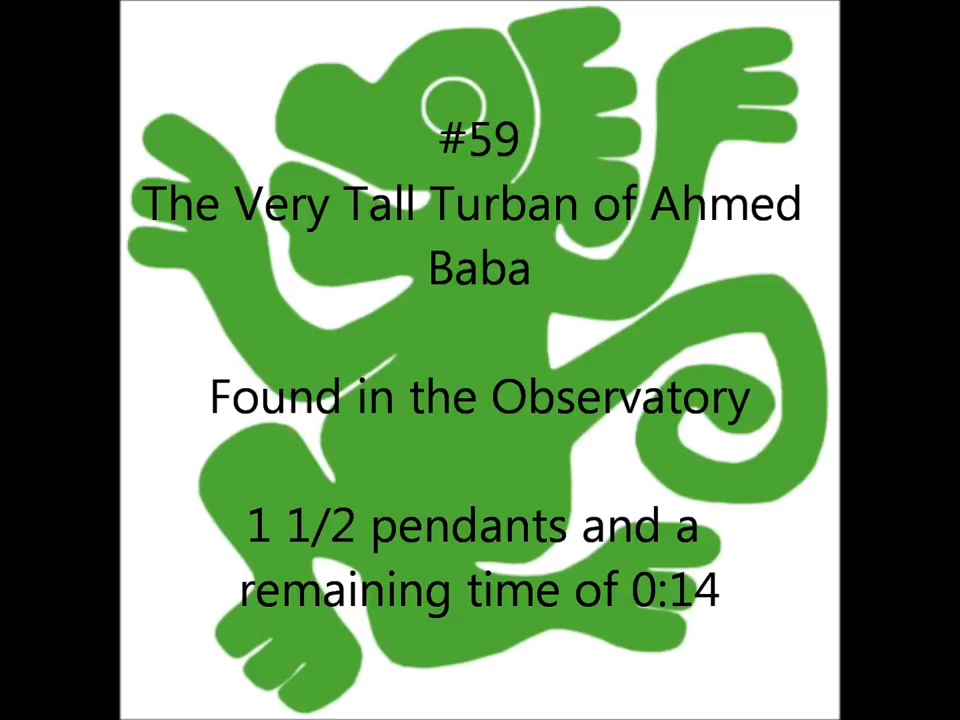 #59
The Very Tall Turban of Ahmed
Baba
Found in the Observatory
1 1/2 pendants and a
remaining time of 0:14